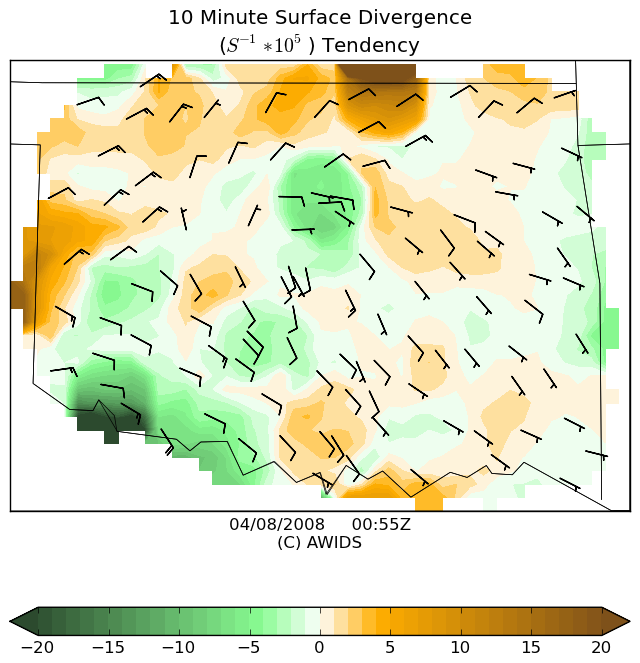 10 Minute Surface Divergence
(S⁻¹ *10⁵ ) Tendency
04/08/2008 00:55Z
(C) AWIDS
−20 −15 −10 −5 0 5 10 15 20